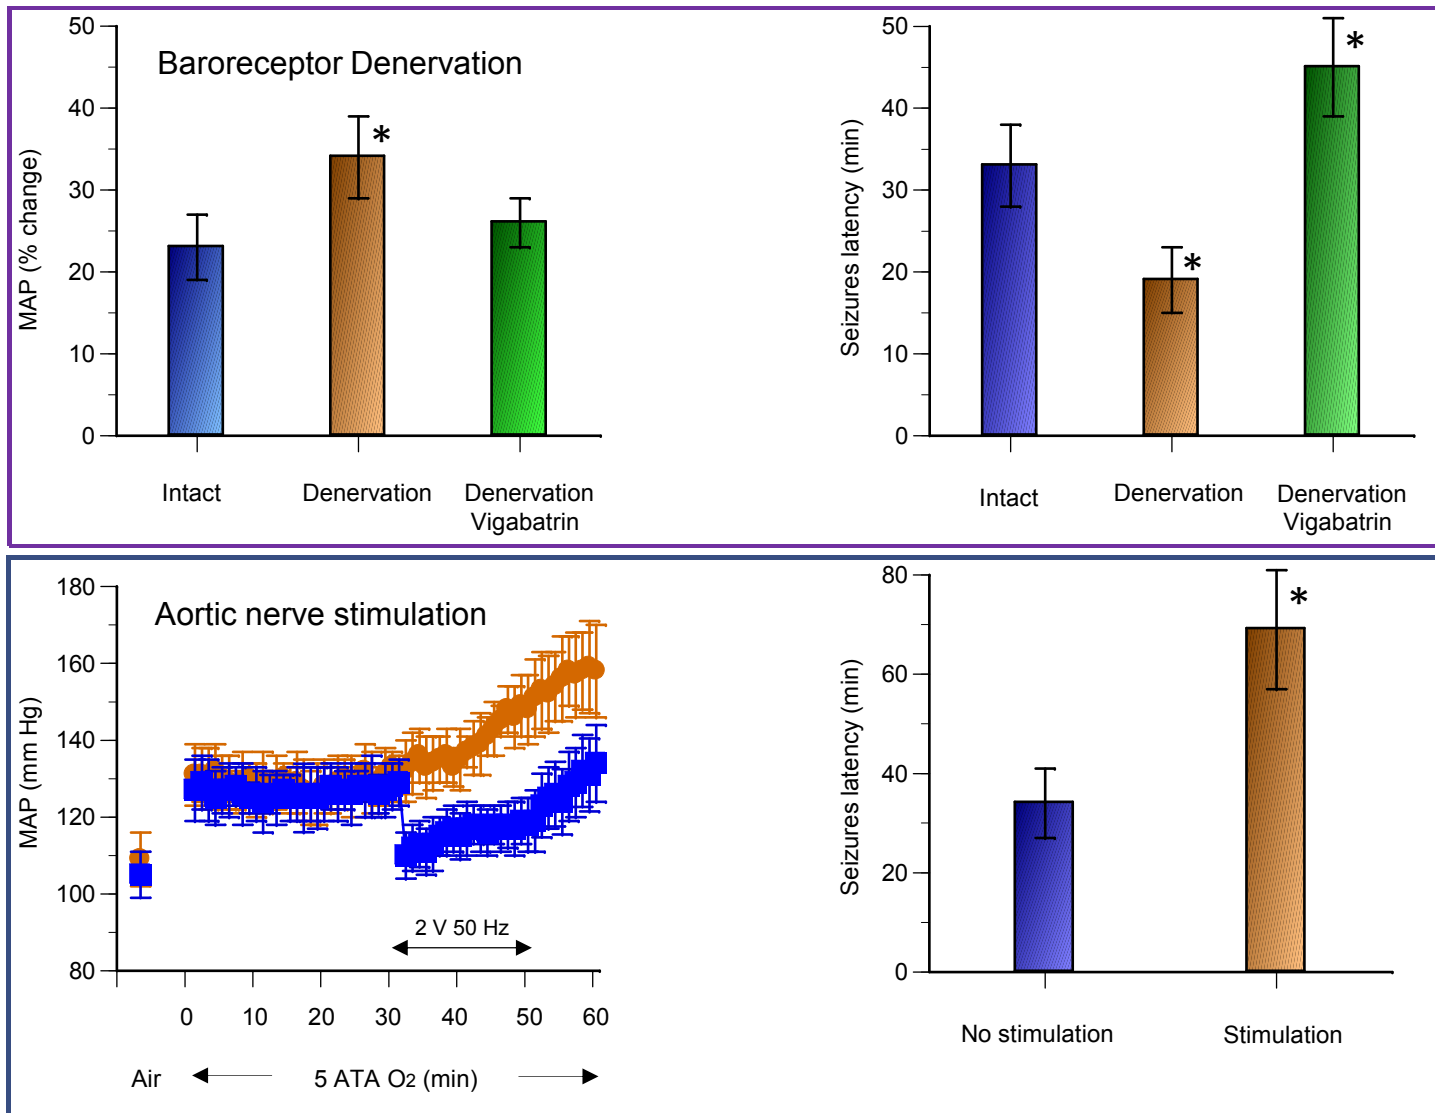 Baroreceptor Denervation
MAP (% change)
50
40
30
20
10
0
*
Intact
Denervation
Denervation
Vigabatrin
Seizures latency (min)
50
40
30
20
10
0
*
*
Intact
Denervation
Denervation
Vigabatrin
Aortic nerve stimulation
MAP (mm Hg)
180
160
140
120
100
80
2 V 50 Hz
0 10 20 30 40 50 60
Air 5 ATA O2 (min)
Seizures latency (min)
80
60
40
20
0
*
No stimulation
Stimulation